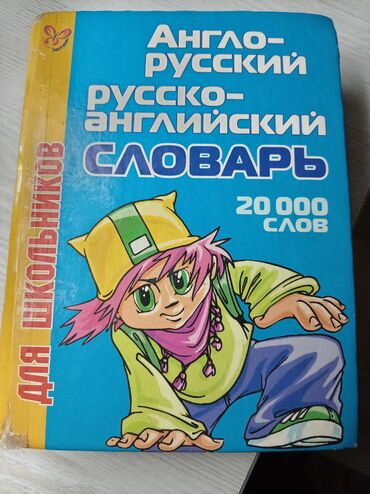 Англо-
русский
русско-
английский
СЛОВАРЬ
20 000
СЛОВ
ДЛЯ ШКОЛЬНИКОВ